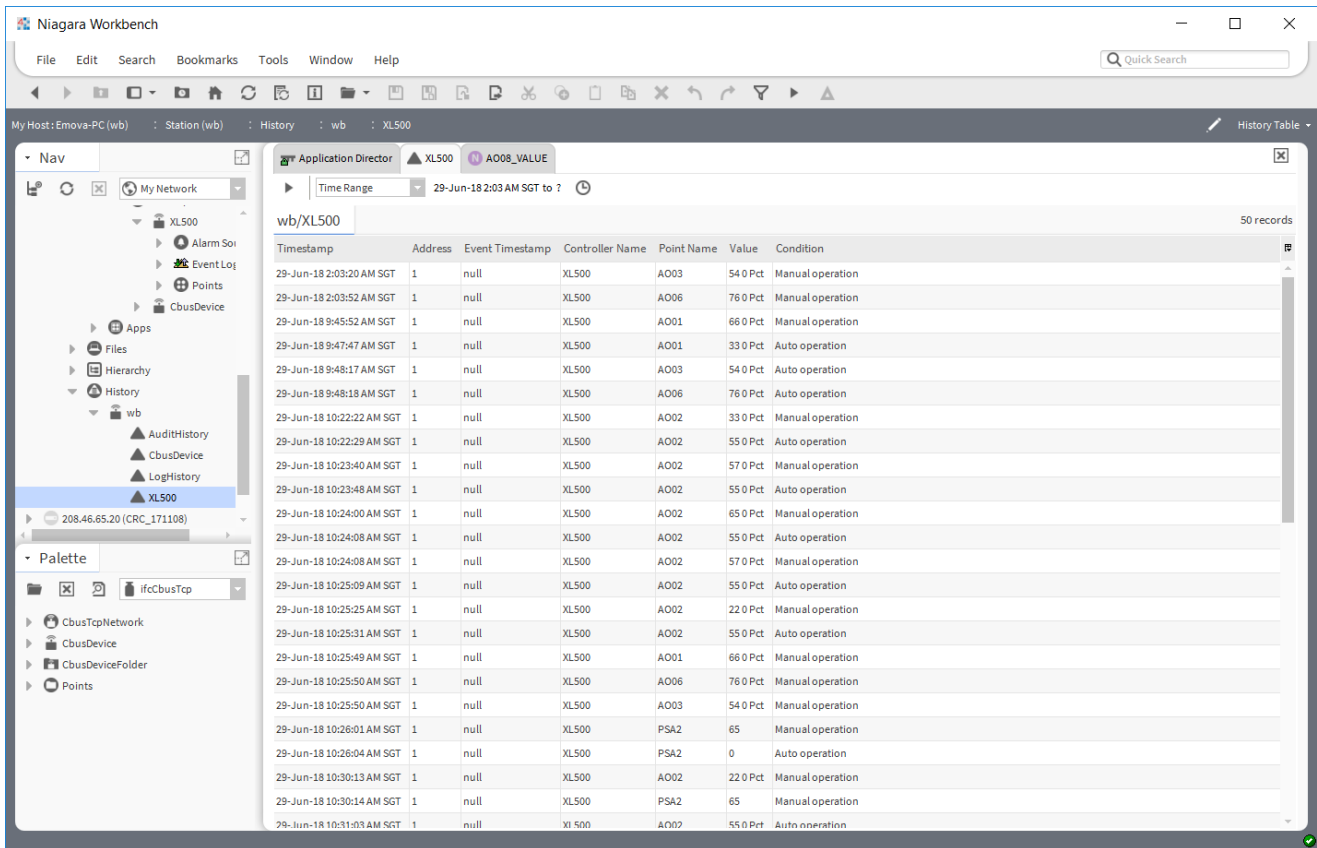 Niagara Workbench
File Edit Search Bookmarks Tools Window Help
Quick Search
My Host : Emova-PC (wb) : Station (wb) : History : wb : XL500
History Table
Nav
My Network
XL500
Alarm Sou
Event Log
Points
CbusDevice
Apps
Files
Hierarchy
History
wb
AuditHistory
CbusDevice
LogHistory
XL500
208.46.65.20 (CRC_171108)
Palette
ifcCbusTcp
CbusTcpNetwork
CbusDevice
CbusDeviceFolder
Points
Application Director XL500 N AO08_VALUE
Time Range 29-Jun-18 2:03 AM SGT to ?
wb/XL500 50 records
Timestamp Address Event Timestamp Controller Name Point Name Value Condition
29-Jun-18 2:03:20 AM SGT 1 null XL500 AO03 54 0 Pct Manual operation
29-Jun-18 2:03:52 AM SGT 1 null XL500 AO06 76 0 Pct Manual operation
29-Jun-18 9:45:52 AM SGT 1 null XL500 AO01 66 0 Pct Manual operation
29-Jun-18 9:47:47 AM SGT 1 null XL500 AO01 33 0 Pct Auto operation
29-Jun-18 9:48:17 AM SGT 1 null XL500 AO03 54 0 Pct Auto operation
29-Jun-18 9:48:18 AM SGT 1 null XL500 AO06 76 0 Pct Auto operation
29-Jun-18 10:22:22 AM SGT 1 null XL500 AO02 33 0 Pct Manual operation
29-Jun-18 10:22:29 AM SGT 1 null XL500 AO02 55 0 Pct Auto operation
29-Jun-18 10:23:40 AM SGT 1 null XL500 AO02 57 0 Pct Manual operation
29-Jun-18 10:23:48 AM SGT 1 null XL500 AO02 55 0 Pct Auto operation
29-Jun-18 10:24:00 AM SGT 1 null XL500 AO02 65 0 Pct Manual operation
29-Jun-18 10:24:08 AM SGT 1 null XL500 AO02 55 0 Pct Auto operation
29-Jun-18 10:24:08 AM SGT 1 null XL500 AO02 57 0 Pct Manual operation
29-Jun-18 10:25:09 AM SGT 1 null XL500 AO02 55 0 Pct Auto operation
29-Jun-18 10:25:25 AM SGT 1 null XL500 AO02 22 0 Pct Manual operation
29-Jun-18 10:25:31 AM SGT 1 null XL500 AO02 55 0 Pct Auto operation
29-Jun-18 10:25:49 AM SGT 1 null XL500 AO01 66 0 Pct Manual operation
29-Jun-18 10:25:50 AM SGT 1 null XL500 AO06 76 0 Pct Manual operation
29-Jun-18 10:25:50 AM SGT 1 null XL500 AO03 54 0 Pct Manual operation
29-Jun-18 10:26:01 AM SGT 1 null XL500 PSA2 65 Manual operation
29-Jun-18 10:26:04 AM SGT 1 null XL500 PSA2 0 Auto operation
29-Jun-18 10:30:13 AM SGT 1 null XL500 AO02 22 0 Pct Manual operation
29-Jun-18 10:30:14 AM SGT 1 null XL500 PSA2 65 Manual operation
29-Jun-18 10:31:03 AM SGT 1 null XL500 AO02 55 0 Pct Auto operation